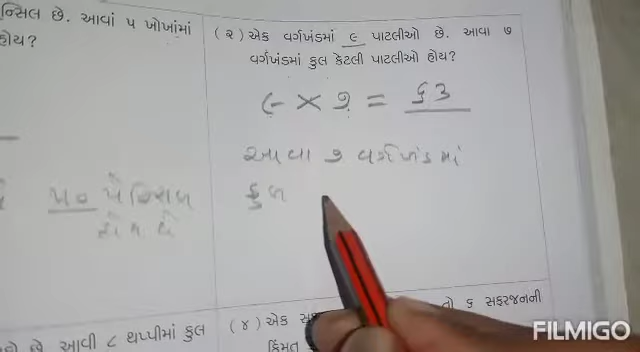 ન્સિલ છે. આવાં ૫ ખોખાંમાં
હોય?
૫૦ પેન્સિલ
હોય છે
(૨) એક વર્ગખંડમાં ૯ પાટલીઓ છે. આવા ૭
વર્ગખંડમાં કુલ કેટલી પાટલીઓ હોય?
૯ × ૭ = ૬૩
આવા ૭ વર્ગખંડમાં
કુલ
છે. આવી ૮ થપ્પીમાં કુલ
(૪) એક તો ૬ સફરજનની
કિંમત
FILMIGO